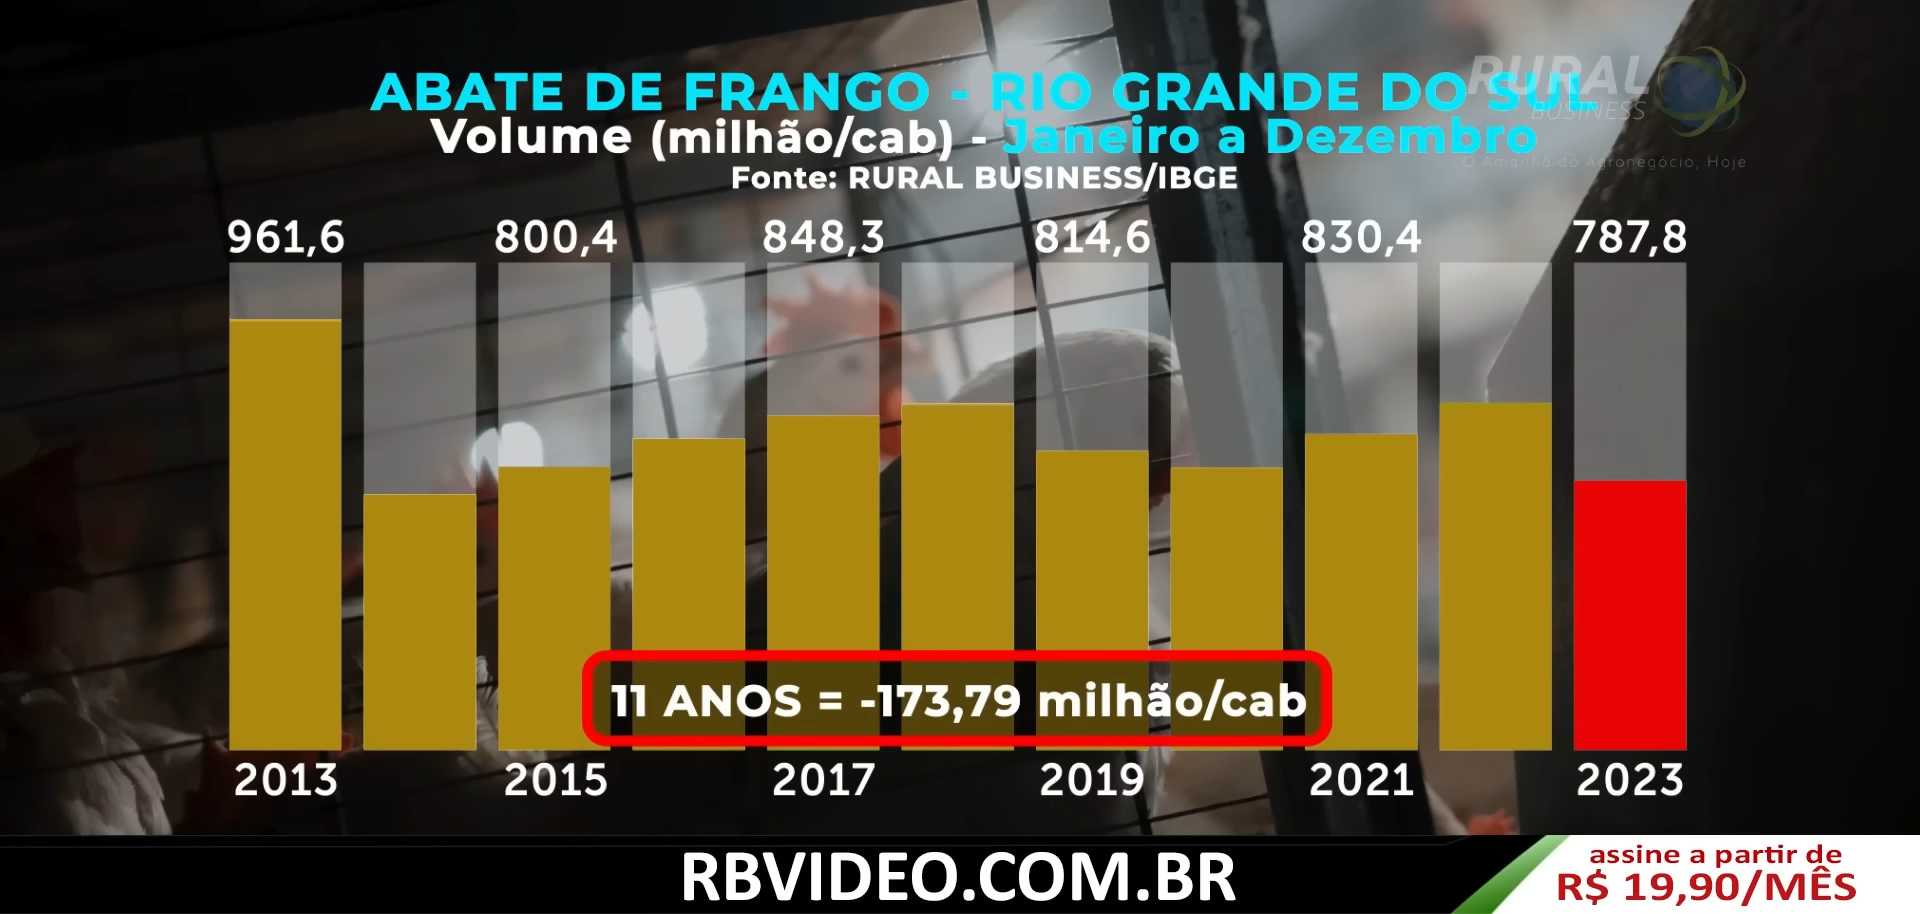 ABATE DE FRANGO - RIO GRANDE DO SUL
RURAL
BUSINESS
Volume (milhão/cab) - Janeiro a Dezembro
O Amanhã do Agronegócio, Hoje.
Fonte: RURAL BUSINESS/IBGE
961,6 800,4 848,3 814,6 830,4 787,8
11 ANOS = -173,79 milhão/cab
2013 2015 2017 2019 2021 2023
RBVIDEO.COM.BR
assine a partir de
R$ 19,90/MÊS